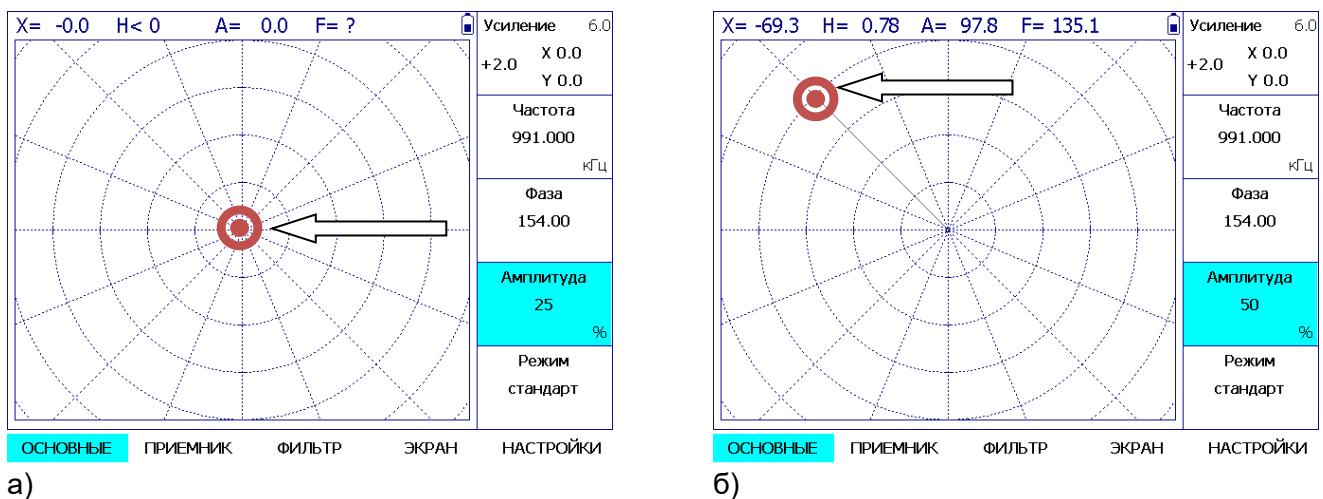 X= -0.0 H< 0 A= 0.0 F= ?
Усиление 6.0
+2.0 X 0.0
Y 0.0
Частота
991.000
кГц
Фаза
154.00
Амплитуда
25
%
Режим
стандарт
ОСНОВНЫЕ ПРИЕМНИК ФИЛЬТР ЭКРАН НАСТРОЙКИ
а)
X= -69.3 H= 0.78 A= 97.8 F= 135.1
Усиление 6.0
+2.0 X 0.0
Y 0.0
Частота
991.000
кГц
Фаза
154.00
Амплитуда
50
%
Режим
стандарт
ОСНОВНЫЕ ПРИЕМНИК ФИЛЬТР ЭКРАН НАСТРОЙКИ
б)